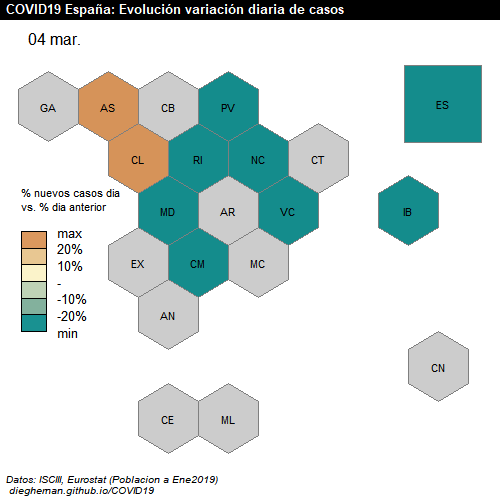 COVID19 España: Evolución variación diaria de casos
04 mar.
GA
AS
CB
PV
ES
CL
RI
NC
CT
% nuevos casos dia
vs. % dia anterior
MD
AR
VC
IB
max
20%
10%
-
-10%
-20%
min
EX
CM
MC
AN
CN
CE
ML
Datos: ISCIII, Eurostat (Poblacion a Ene2019)
diegheman.github.io/COVID19